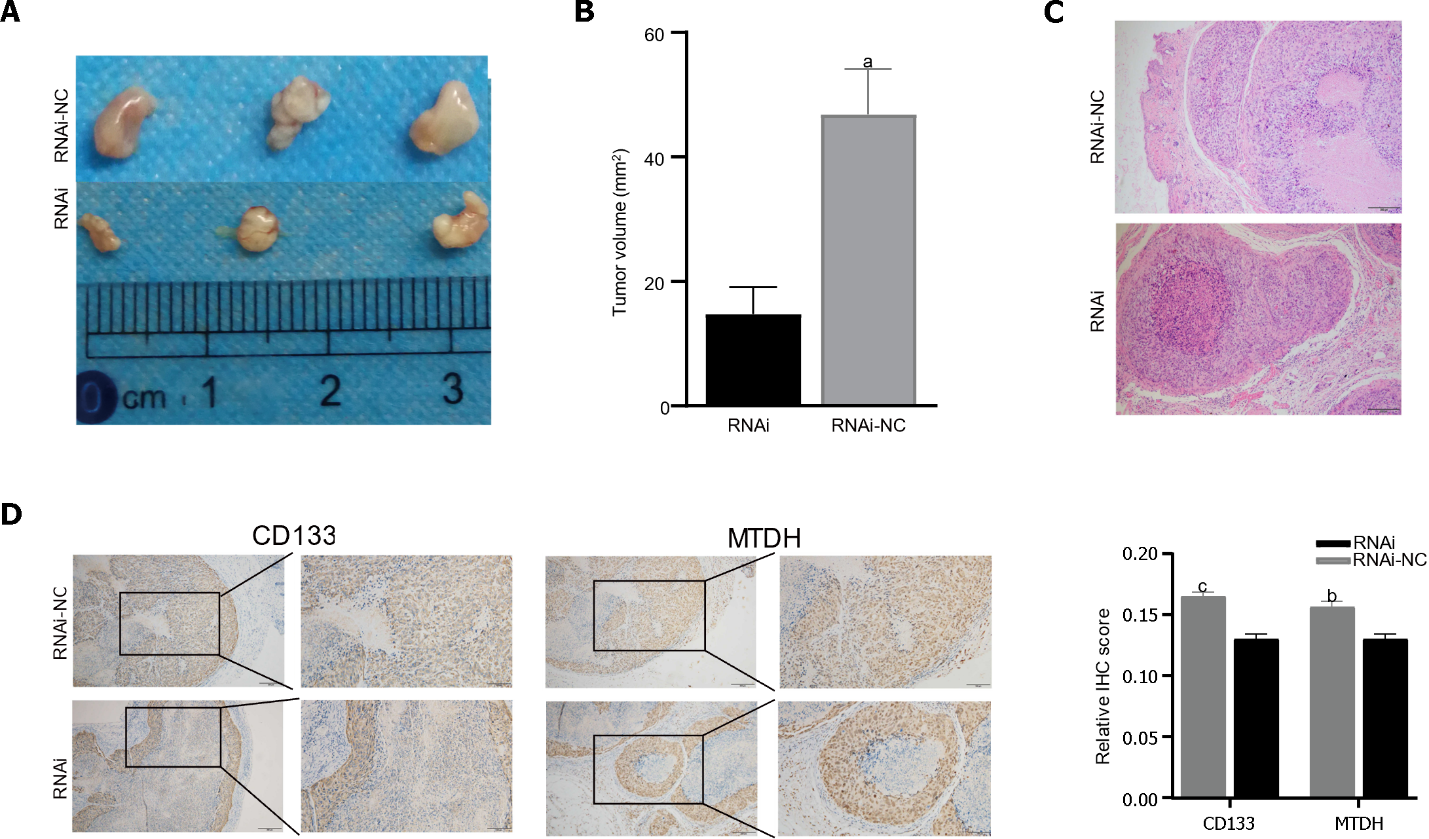 A
RNAi-NC
RNAi
0 cm 1 2 3
B
Tumor volume (mm²)
60
40
20
0
a
RNAi
RNAi-NC
C
RNAi-NC
RNAi
D
CD133
MTDH
RNAi-NC
RNAi
Relative IHC score
0.20
0.15
0.10
0.05
0.00
RNAi
RNAi-NC
c
b
CD133
MTDH